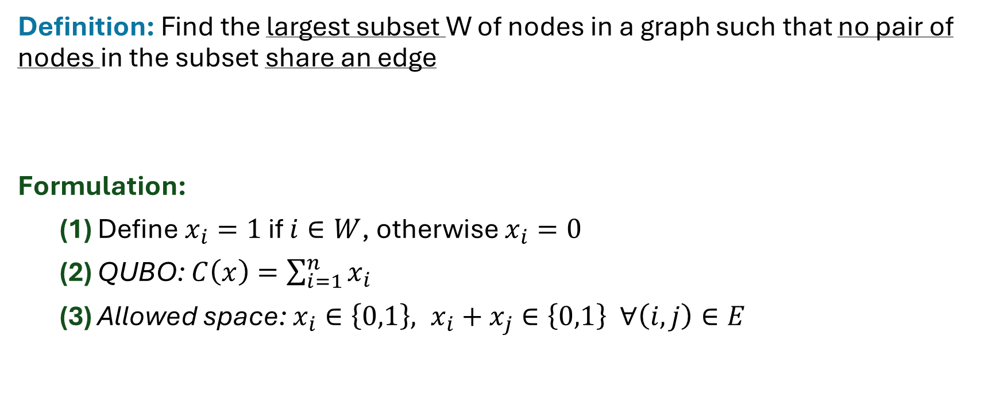 Definition: Find the largest subset W of nodes in a graph such that no pair of
nodes in the subset share an edge
Formulation:
(1) Define $x_i = 1$ if $i \in W$, otherwise $x_i = 0$
(2) QUBO: $C(x) = \sum_{i=1}^{n} x_i$
(3) Allowed space: $x_i \in \{0,1\}$, $x_i + x_j \in \{0,1\}$ $\forall (i,j) \in E$